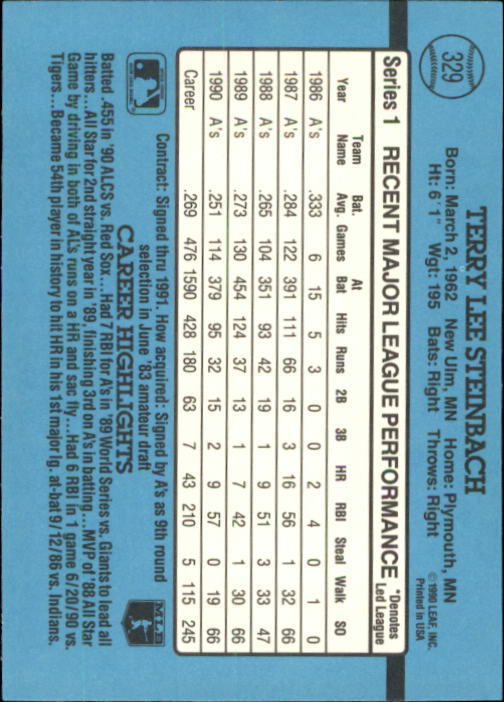 329
TERRY LEE STEINBACH
© 1990 LEAF, INC.
Printed in USA
Born: March 2, 1962 New Ulm, MN Home: Plymouth, MN
Ht: 6'1" Wgt: 195 Bats: Right Throws: Right
Series 1 RECENT MAJOR LEAGUE PERFORMANCE *Denotes Led League
Year Team Name Bat. Avg. Games At Bat Hits Runs 2B 3B HR RBI Steal Walk SO
1986 A's .333 6 15 5 3 0 0 2 4 0 1 0
1987 A's .284 122 391 111 66 16 3 16 56 1 32 66
1988 A's .265 104 351 93 42 19 1 9 51 3 33 47
1989 A's .273 130 454 124 37 13 1 7 42 1 30 66
1990 A's .251 114 379 95 32 15 2 9 57 0 19 66
Career .269 476 1590 428 180 63 7 43 210 5 115 245
Contract: Signed thru 1991. How acquired: Signed by A's as 9th round
selection in June '83 amateur draft
MLB
CAREER HIGHLIGHTS
Batted .455 in '90 ALCS vs. Red Sox...Had 7 RBI for A's in '89 World Series vs. Giants to lead all
hitters...All Star for 2nd straight year in '89, finishing 3rd on A's in batting...MVP of '88 All Star
Game by driving in both of AL's runs on a HR and sac fly...Had 6 RBI in 1 game 6/20/90 vs.
Tigers...Became 54th player in history to hit HR in his 1st major lg. at-bat 9/12/86 vs. Indians.